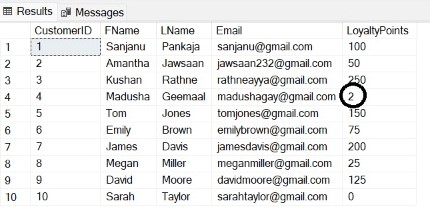 Results Messages
CustomerID FName LName Email LoyaltyPoints
1 1 Sanjanu Pankaja sanjanu@gmail.com 100
2 2 Amantha Jawsaan jawsaan232@gmail.com 50
3 3 Kushan Rathne rathneayya@gmail.com 250
4 4 Madusha Geemaal madushagay@gmail.com 2
5 5 Tom Jones tomjones@gmail.com 150
6 6 Emily Brown emilybrown@gmail.com 75
7 7 James Davis jamesdavis@gmail.com 200
8 8 Megan Miller meganmiller@gmail.com 25
9 9 David Moore davidmoore@gmail.com 125
10 10 Sarah Taylor sarahtaylor@gmail.com 0